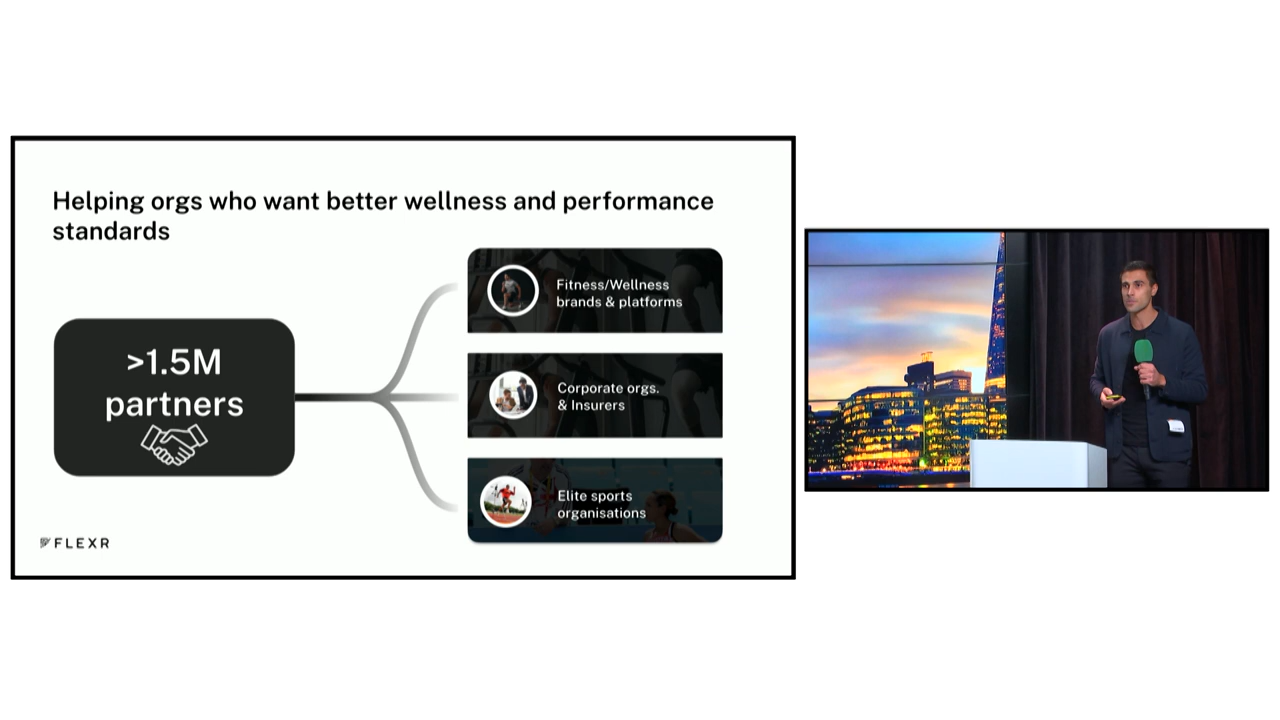 Helping orgs who want better wellness and performance
standards
>1.5M
partners
Fitness/Wellness
brands & platforms
Corporate orgs.
& Insurers
Elite sports
organisations
FLEXR